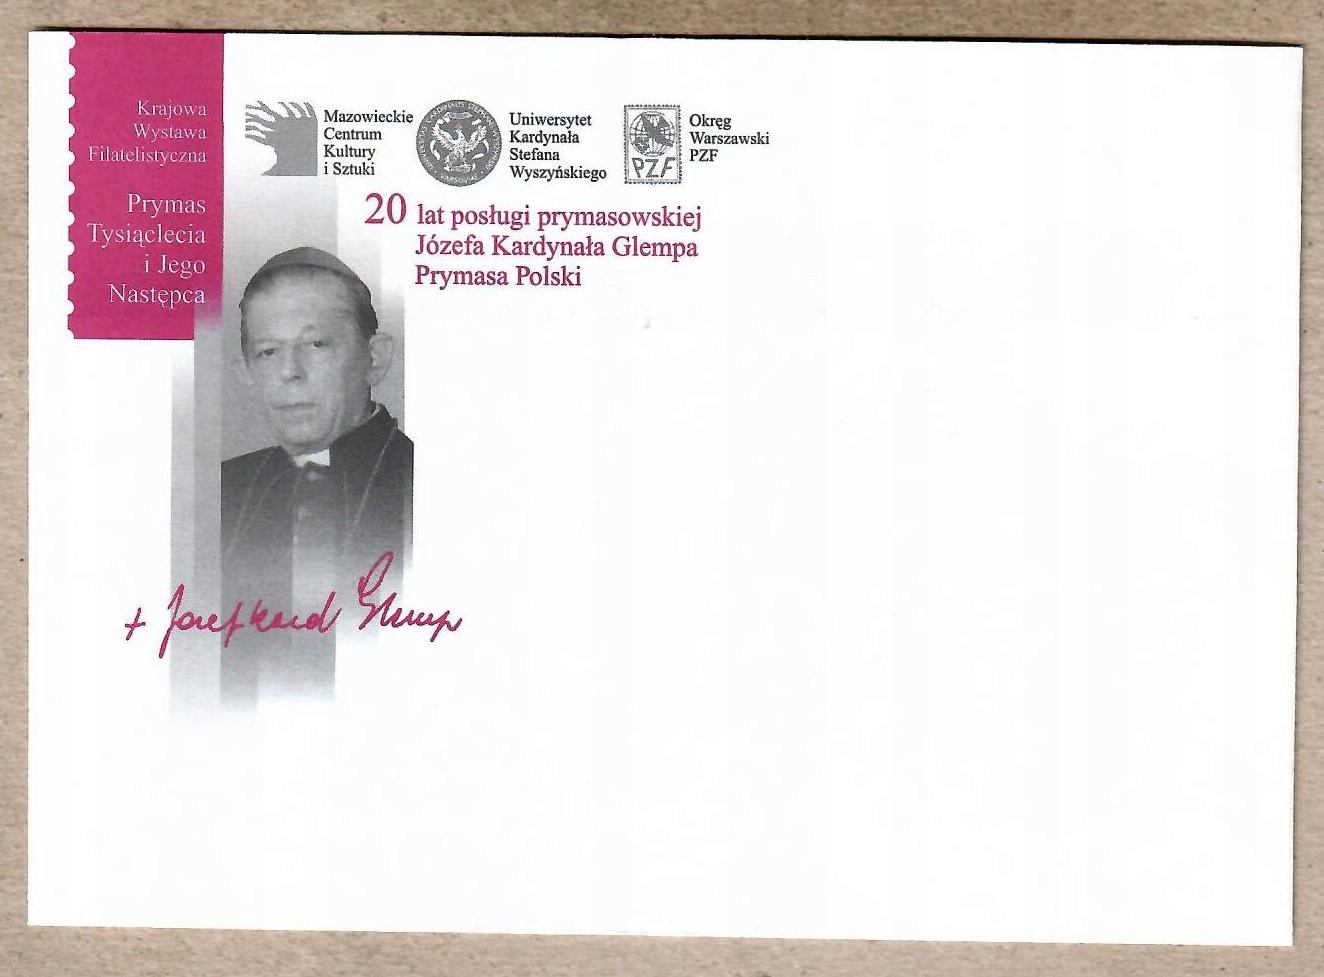 Krajowa
Wystawa
Filatelistyczna
Prymas
Tysiąclecia
i Jego
Następca
Mazowieckie
Centrum
Kultury
i Sztuki
Uniwersytet
Kardynała
Stefana
Wyszyńskiego
PZF
Okręg
Warszawski
PZF
20 lat posługi prymasowskiej
Józefa Kardynała Glempa
Prymasa Polski
+ Józef kard Glemp